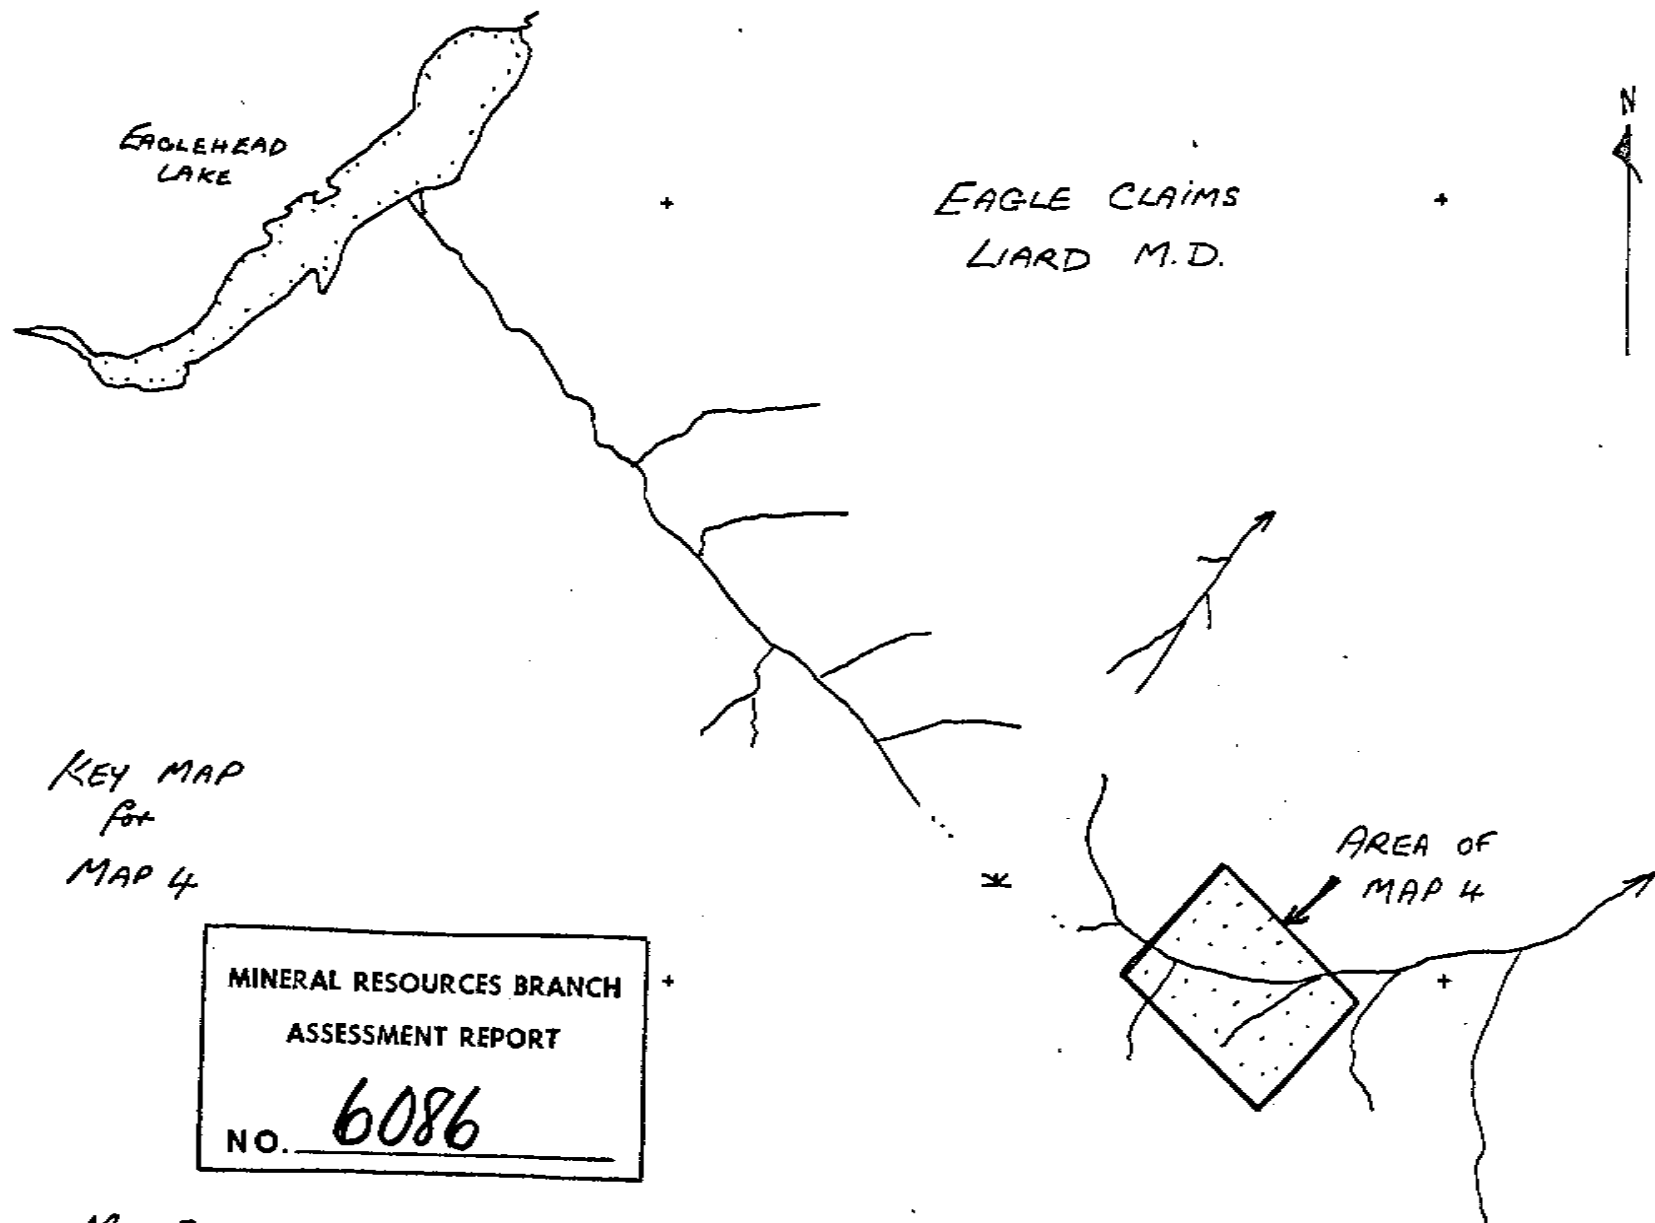 EAGLEHEAD
LAKE
EAGLE CLAIMS
LIARD M.D.
N
KEY MAP
for
MAP 4
AREA OF
MAP 4
MINERAL RESOURCES BRANCH
ASSESSMENT REPORT
NO. 6086